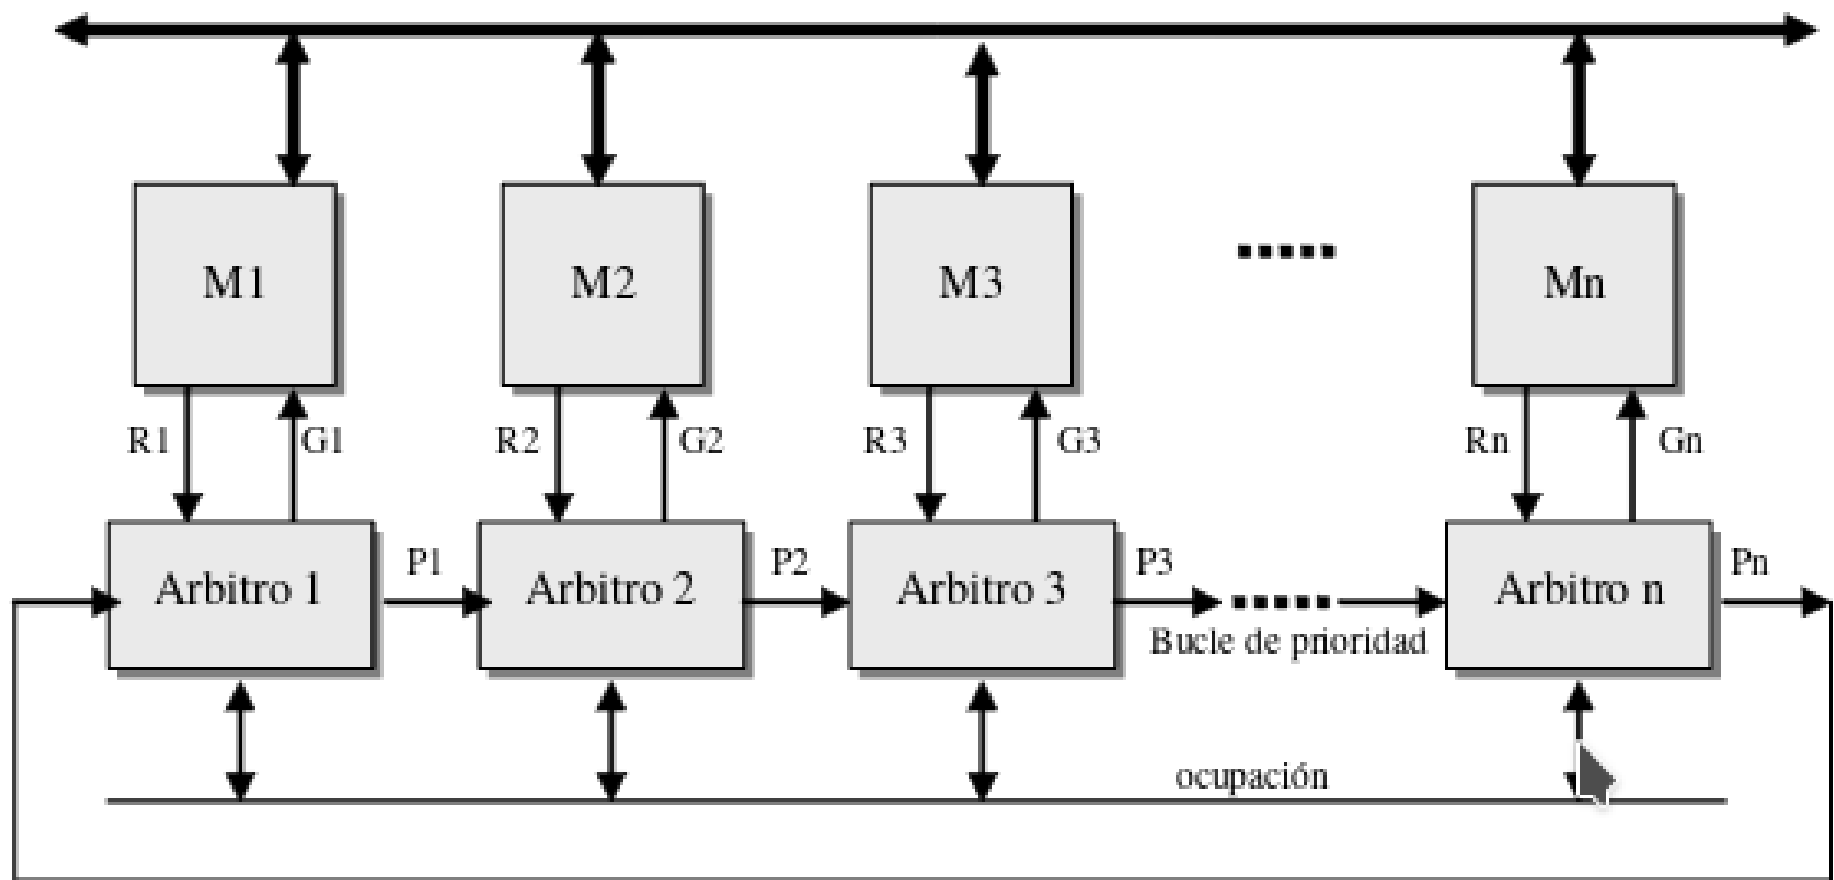 M1 M2 M3 Mn
R1 G1 R2 G2 R3 G3 Rn Gn
Arbitro 1 P1 Arbitro 2 P2 Arbitro 3 P3 Arbitro n Pn
Bucle de prioridad
ocupación